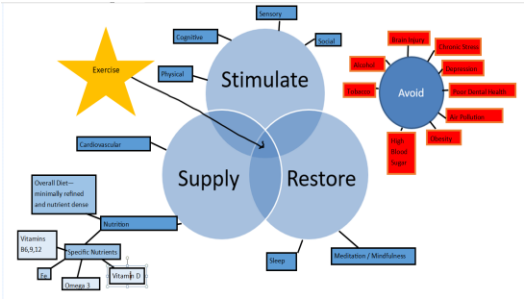 Sensory
Cognitive
Social
Physical
Exercise
Stimulate
Brain Injury
Chronic Stress
Alcohol
Depression
Tobacco
Poor Dental Health
Avoid
Air Pollution
Obesity
High
Blood
Sugar
Cardiovascular
Supply
Restore
Overall Diet—
minimally refined
and nutrient dense
Nutrition
Vitamins
B6,9,12
Specific Nutrients
Fe
Omega 3
Vitamin D
Sleep
Meditation / Mindfulness